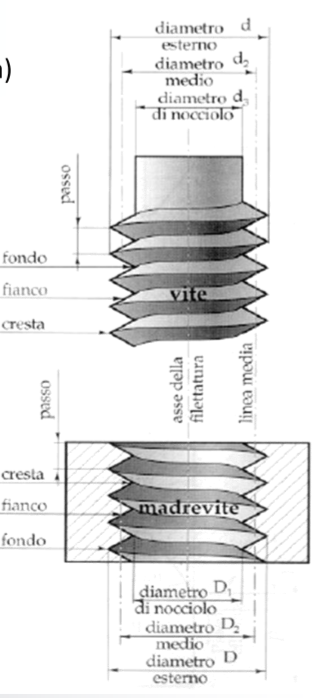 diametro d
esterno
a)
diametro d2
medio
diametro d3
di nocciolo
passo
fondo
fianco
vite
cresta
asse della
filettatura
linea media
passo
cresta
fianco
madrevite
fondo
diametro D1
di nocciolo
diametro D2
medio
diametro D
esterno